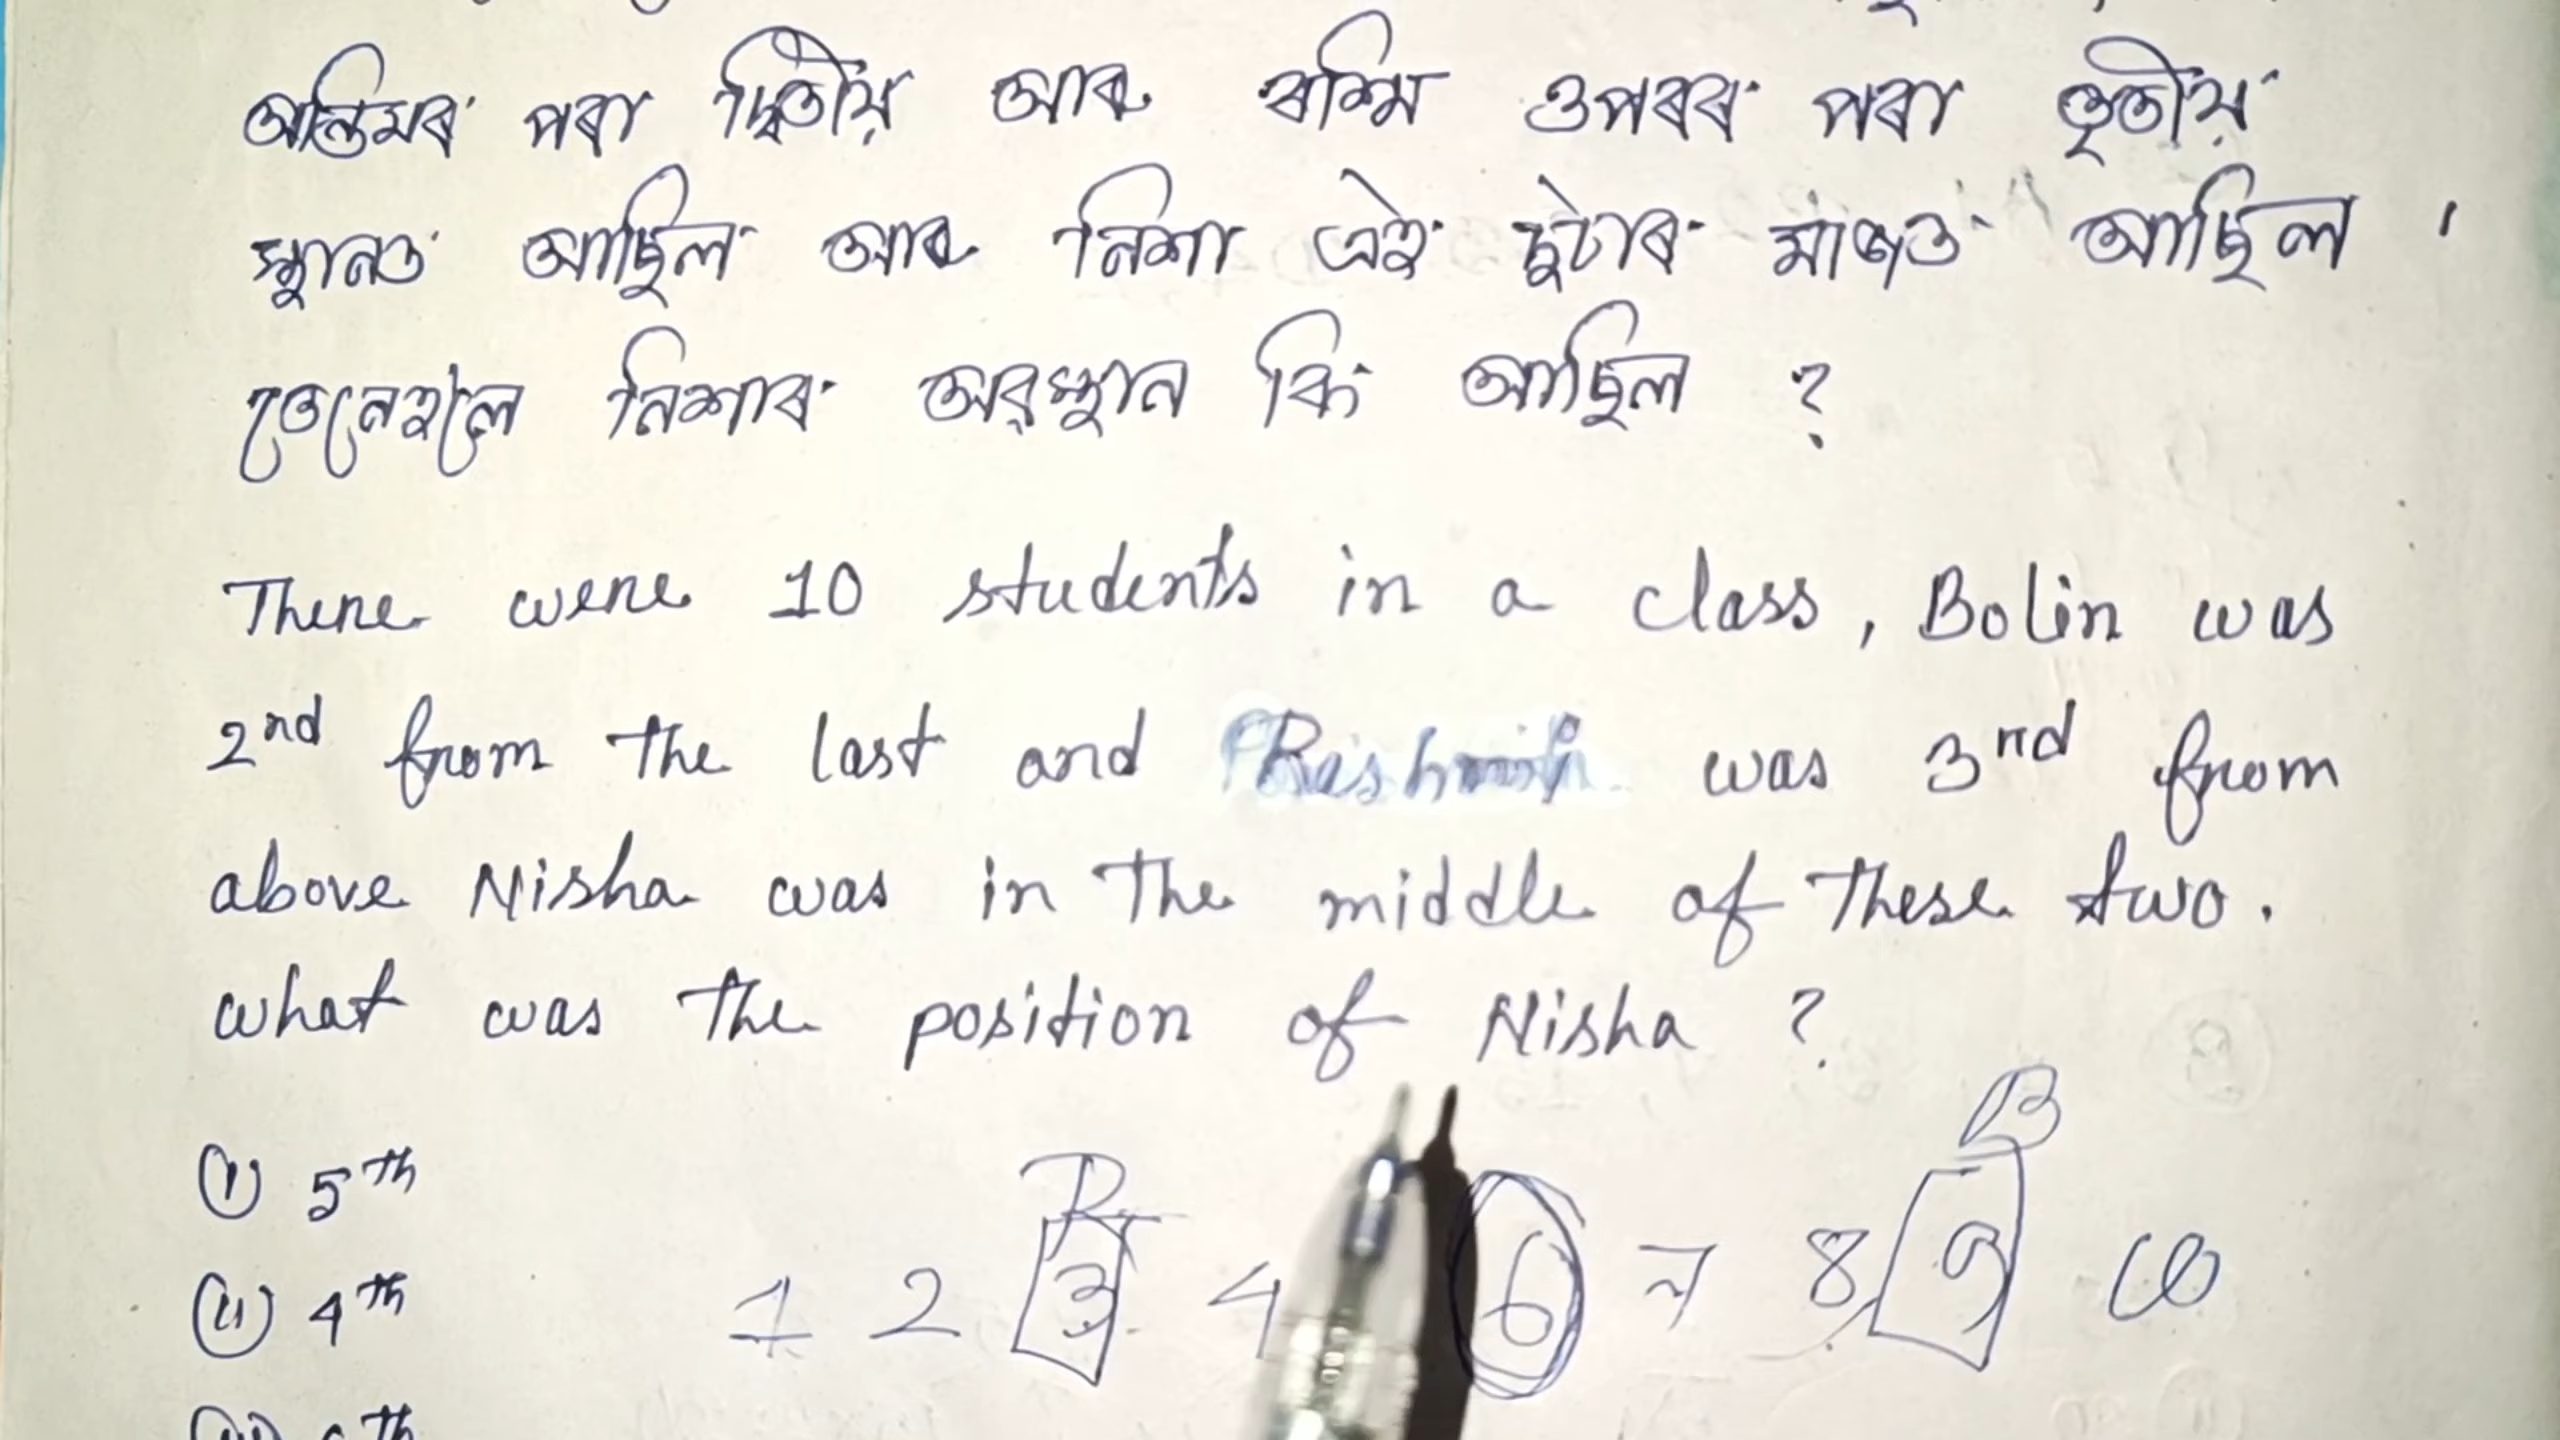 অন্তিমৰ পৰা দ্বিতীয় আৰু ৰশ্মি ওপৰৰ পৰা তৃতীয়
স্থানত আছিল আৰু নিশা এই দুটাৰ মাজত আছিল ।
তেনেহলে নিশাৰ অৱস্থান কি আছিল ?
There were 10 students in a class, Bolin was
2nd from the last and Rashmi was 3nd from
above Nisha was in the middle of these two.
what was the position of Nisha ?
B
R
(i) 5th
(ii) 4th
1 2 3 4 6 7 8 9 10